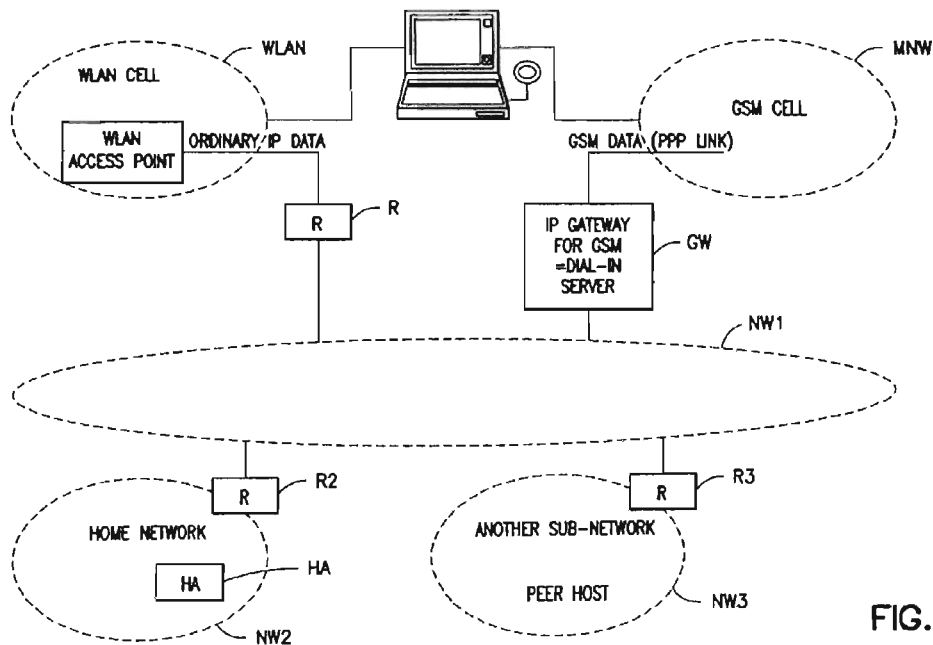 WLAN
MNW
WLAN CELL
GSM CELL
WLAN
ACCESS POINT
ORDINARY IP DATA
GSM DATA (PPP LINK)
R
R
IP GATEWAY
FOR GSM
=DIAL-IN
SERVER
GW
NW1
R
R2
R
R3
HOME NETWORK
ANOTHER SUB-NETWORK
HA
HA
PEER HOST
NW2
NW3
FIG.